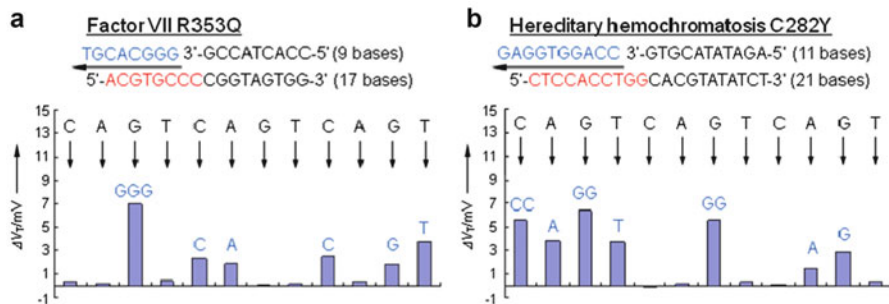 a Factor VII R353Q
TGCACGGG 3'-GCCATCACC-5' (9 bases)
5'-ACGTGCCCCGGTAGTGG-3' (17 bases)
C A G T C A G T C A G T
15
13
11
9
7
5
3
1
-1
ΔVT/mV
GGG C A C G T
b Hereditary hemochromatosis C282Y
GAGGTGGACC 3'-GTGCATATAGA-5' (11 bases)
5'-CTCCACCTGGCACGTATATCT-3' (21 bases)
C A G T C A G T C A G T
15
13
11
9
7
5
3
1
-1
ΔVT/mV
CC A GG T GG A G